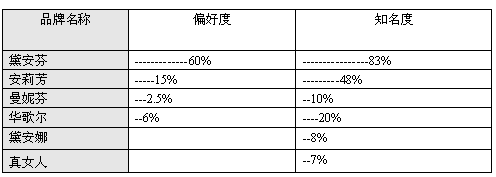 品牌名称 偏好度 知名度
黛安芬 -------------60% ----------------83%
安莉芳 -----15% ---------48%
曼妮芬 ---2.5% --10%
华歌尔 --6% ----20%
黛安娜 --8%
真女人 --7%